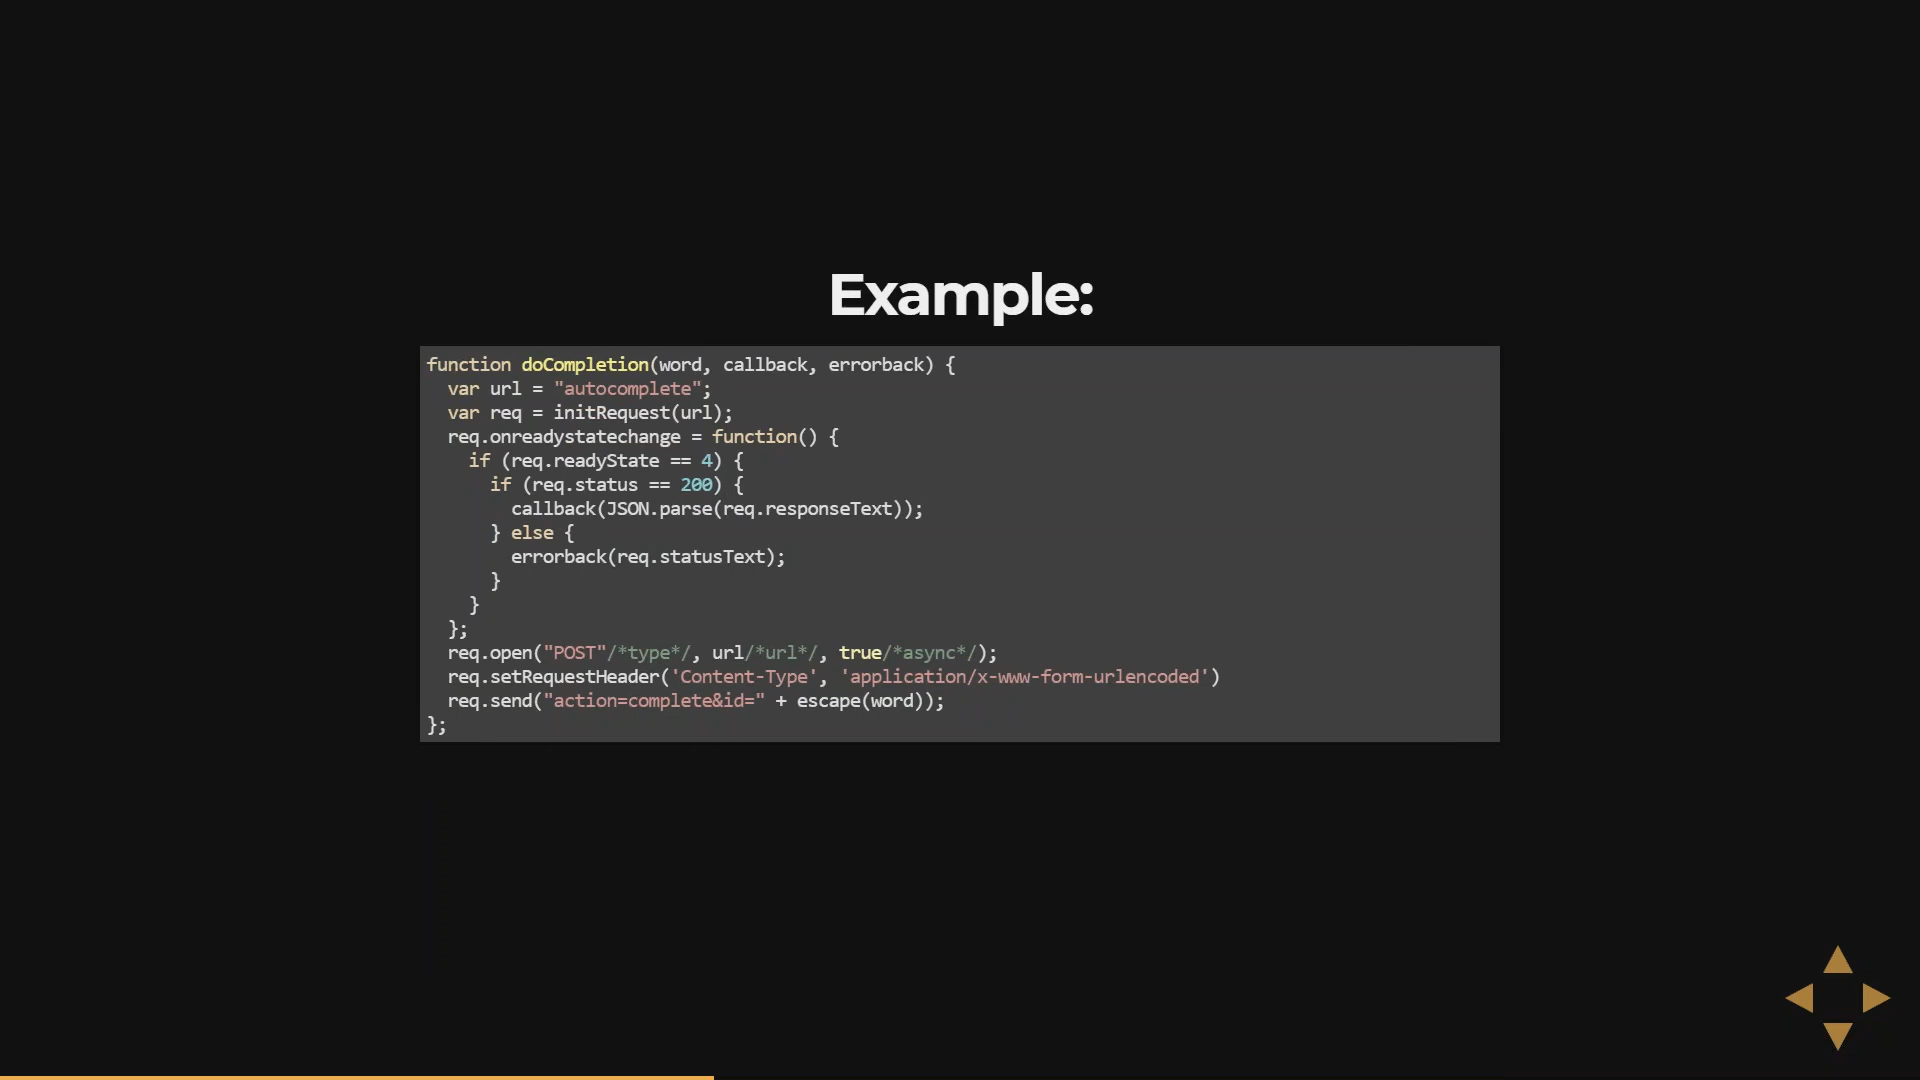 Example:
function doCompletion(word, callback, errorback) {
  var url = "autocomplete";
  var req = initRequest(url);
  req.onreadystatechange = function() {
    if (req.readyState == 4) {
      if (req.status == 200) {
        callback(JSON.parse(req.responseText));
      } else {
        errorback(req.statusText);
      }
    }
  };
  req.open("POST"/*type*/, url/*url*/, true/*async*/);
  req.setRequestHeader('Content-Type', 'application/x-www-form-urlencoded')
  req.send("action=complete&id=" + escape(word));
};